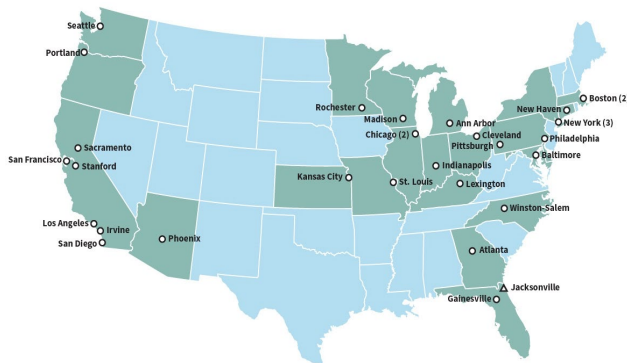 Seattle
Portland
Sacramento
San Francisco
Stanford
Los Angeles
Irvine
San Diego
Phoenix
Rochester
Madison
Chicago (2)
Ann Arbor
Cleveland
Pittsburgh
Indianapolis
Kansas City
St. Louis
Lexington
Boston (2
New Haven
New York (3)
Philadelphia
Baltimore
Winston-Salem
Atlanta
Jacksonville
Gainesville